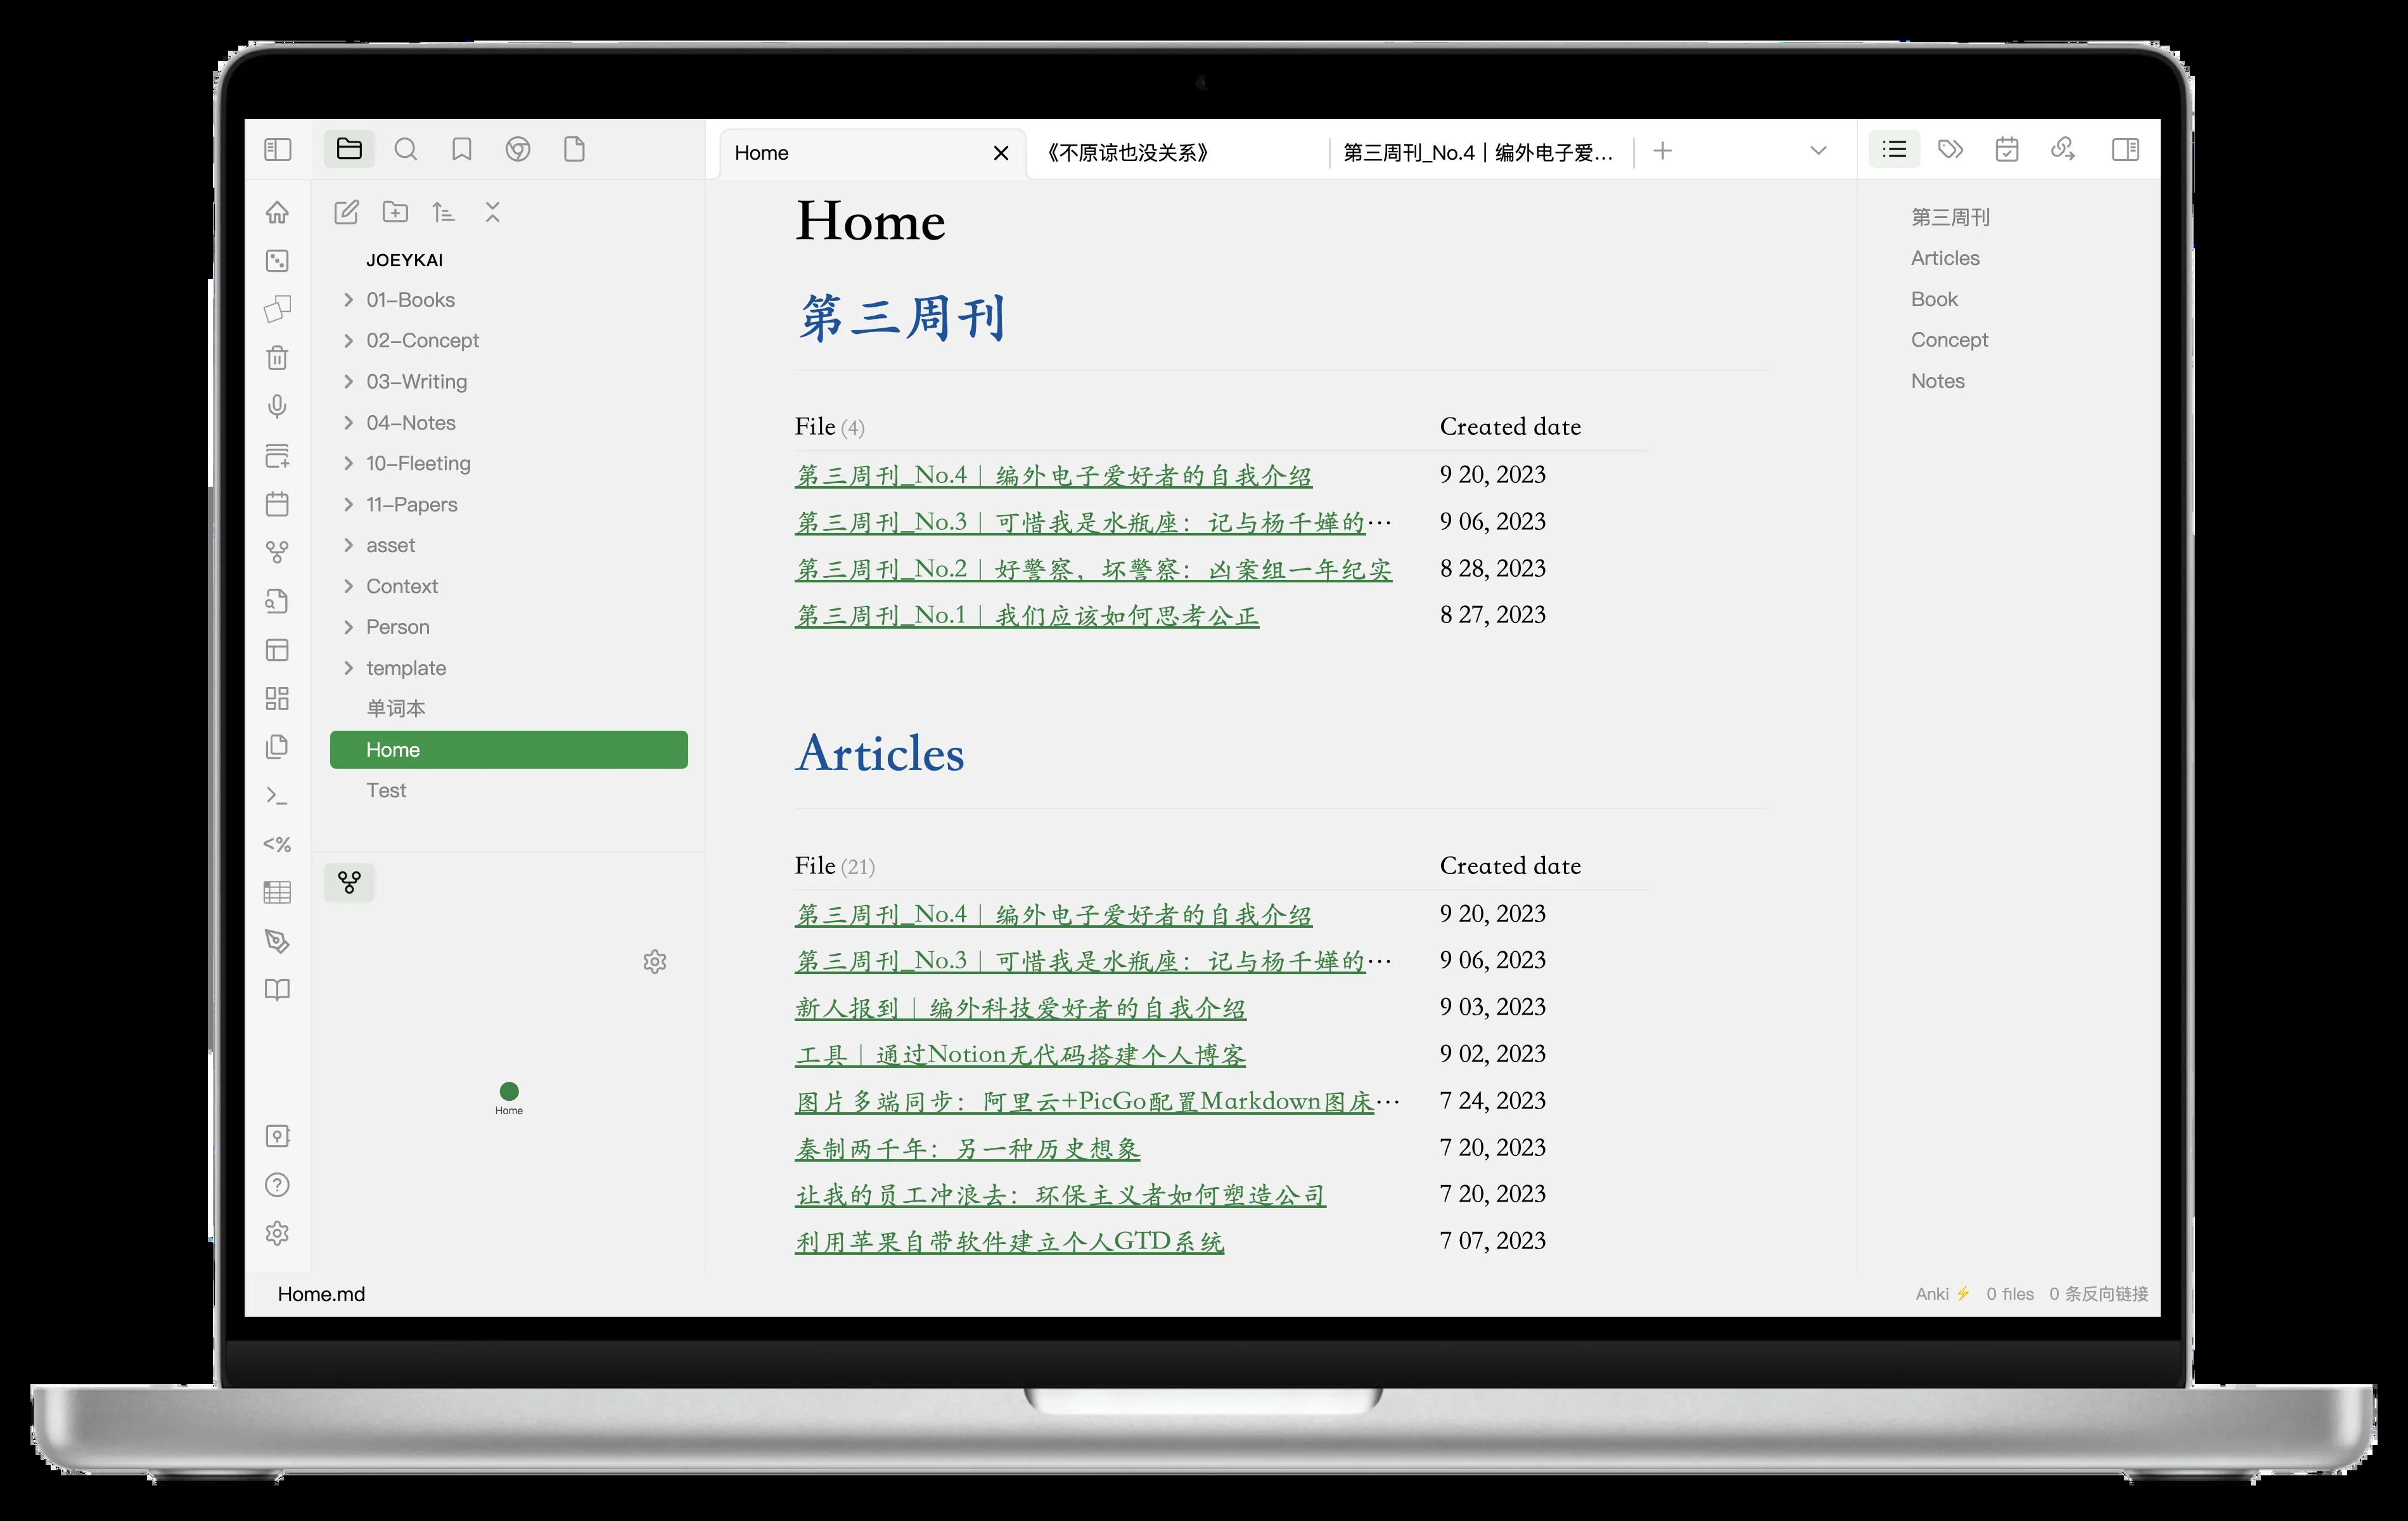 Home
《不原谅也没关系》
第三周刊_No.4｜编外电子爱...
JOEYKAI
01-Books
02-Concept
03-Writing
04-Notes
10-Fleeting
11-Papers
asset
Context
Person
template
单词本
Home
Test
Home
Home
第三周刊
File (4) Created date
第三周刊_No.4｜编外电子爱好者的自我介绍 9 20, 2023
第三周刊_No.3｜可惜我是水瓶座：记与杨千嬅的… 9 06, 2023
第三周刊_No.2｜好警察，坏警察：凶案组一年纪实 8 28, 2023
第三周刊_No.1｜我们应该如何思考公正 8 27, 2023
Articles
File (21) Created date
第三周刊_No.4｜编外电子爱好者的自我介绍 9 20, 2023
第三周刊_No.3｜可惜我是水瓶座：记与杨千嬅的… 9 06, 2023
新人报到｜编外科技爱好者的自我介绍 9 03, 2023
工具｜通过Notion无代码搭建个人博客 9 02, 2023
图片多端同步：阿里云+PicGo配置Markdown图床… 7 24, 2023
秦制两千年：另一种历史想象 7 20, 2023
让我的员工冲浪去：环保主义者如何塑造公司 7 20, 2023
利用苹果自带软件建立个人GTD系统 7 07, 2023
第三周刊
Articles
Book
Concept
Notes
Home.md
Anki⚡ 0 files 0 条反向链接